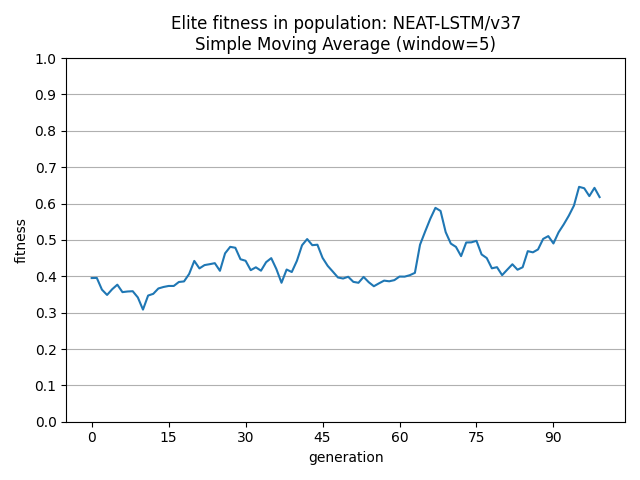 Elite fitness in population: NEAT-LSTM/v37
Simple Moving Average (window=5)
1.0
0.9
0.8
0.7
0.6
0.5
0.4
0.3
0.2
0.1
0.0
fitness
0 15 30 45 60 75 90
generation